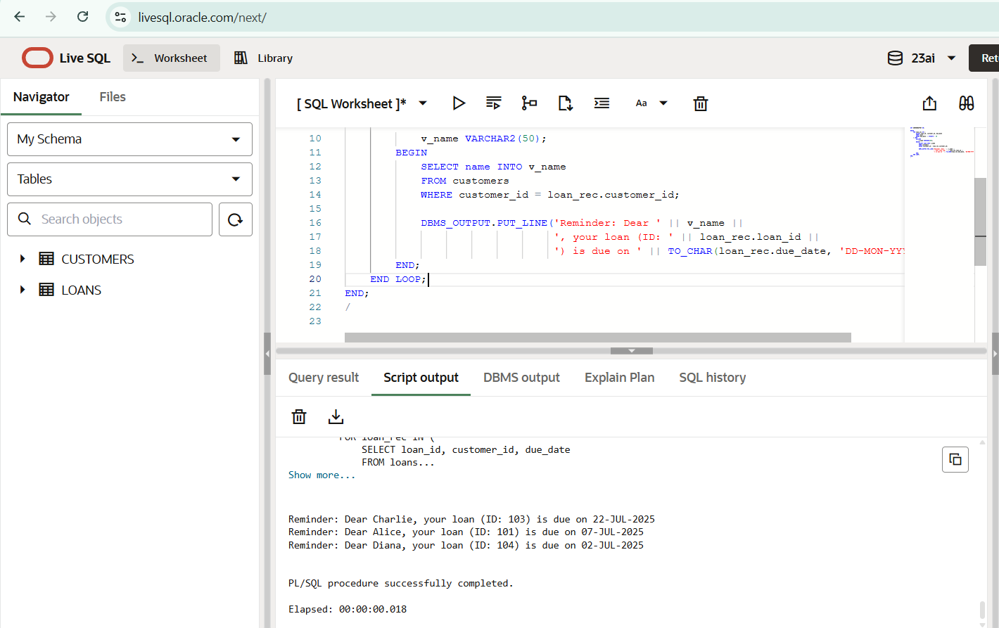 livesql.oracle.com/next/
Live SQL
Worksheet
Library
23ai
Navigator
Files
[ SQL Worksheet ]*
Aa
My Schema
Tables
Search objects
CUSTOMERS
LOANS
10 v_name VARCHAR2(50);
11 BEGIN
12 SELECT name INTO v_name
13 FROM customers
14 WHERE customer_id = loan_rec.customer_id;
15
16 DBMS_OUTPUT.PUT_LINE('Reminder: Dear ' || v_name ||
17 ', your loan (ID: ' || loan_rec.loan_id ||
18 ') is due on ' || TO_CHAR(loan_rec.due_date, 'DD-MON-YYY
19 END;
20 END LOOP;
21 END;
22 /
23
Query result
Script output
DBMS output
Explain Plan
SQL history
FOR loan_rec IN (
SELECT loan_id, customer_id, due_date
FROM loans...
Show more...
Reminder: Dear Charlie, your loan (ID: 103) is due on 22-JUL-2025
Reminder: Dear Alice, your loan (ID: 101) is due on 07-JUL-2025
Reminder: Dear Diana, your loan (ID: 104) is due on 02-JUL-2025
PL/SQL procedure successfully completed.
Elapsed: 00:00:00.018